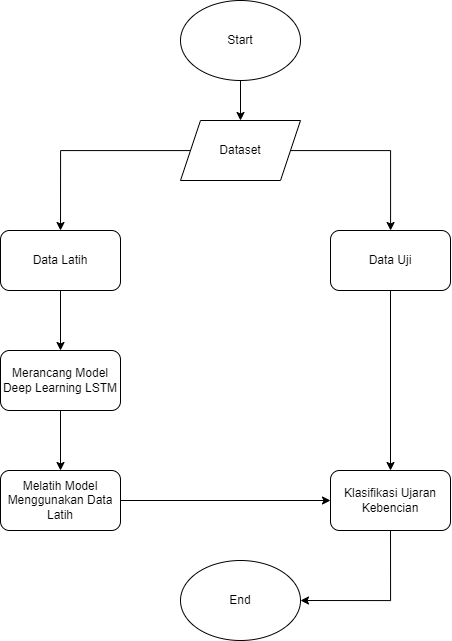 Start
Dataset
Data Latih
Data Uji
Merancang Model
Deep Learning LSTM
Melatih Model
Menggunakan Data
Latih
Klasifikasi Ujaran
Kebencian
End